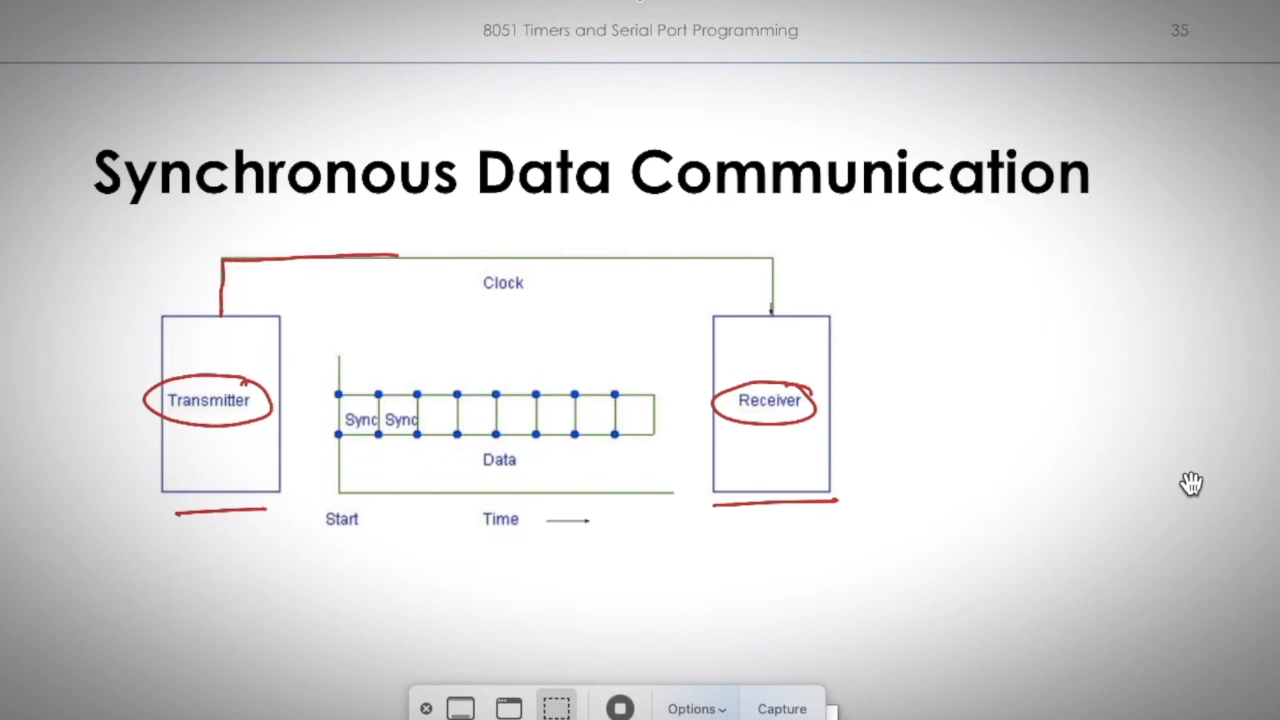 8051 Timers and Serial Port Programming
35
Synchronous Data Communication
Clock
Transmitter
Receiver
Sync Sync
Data
Start
Time
Options
Capture